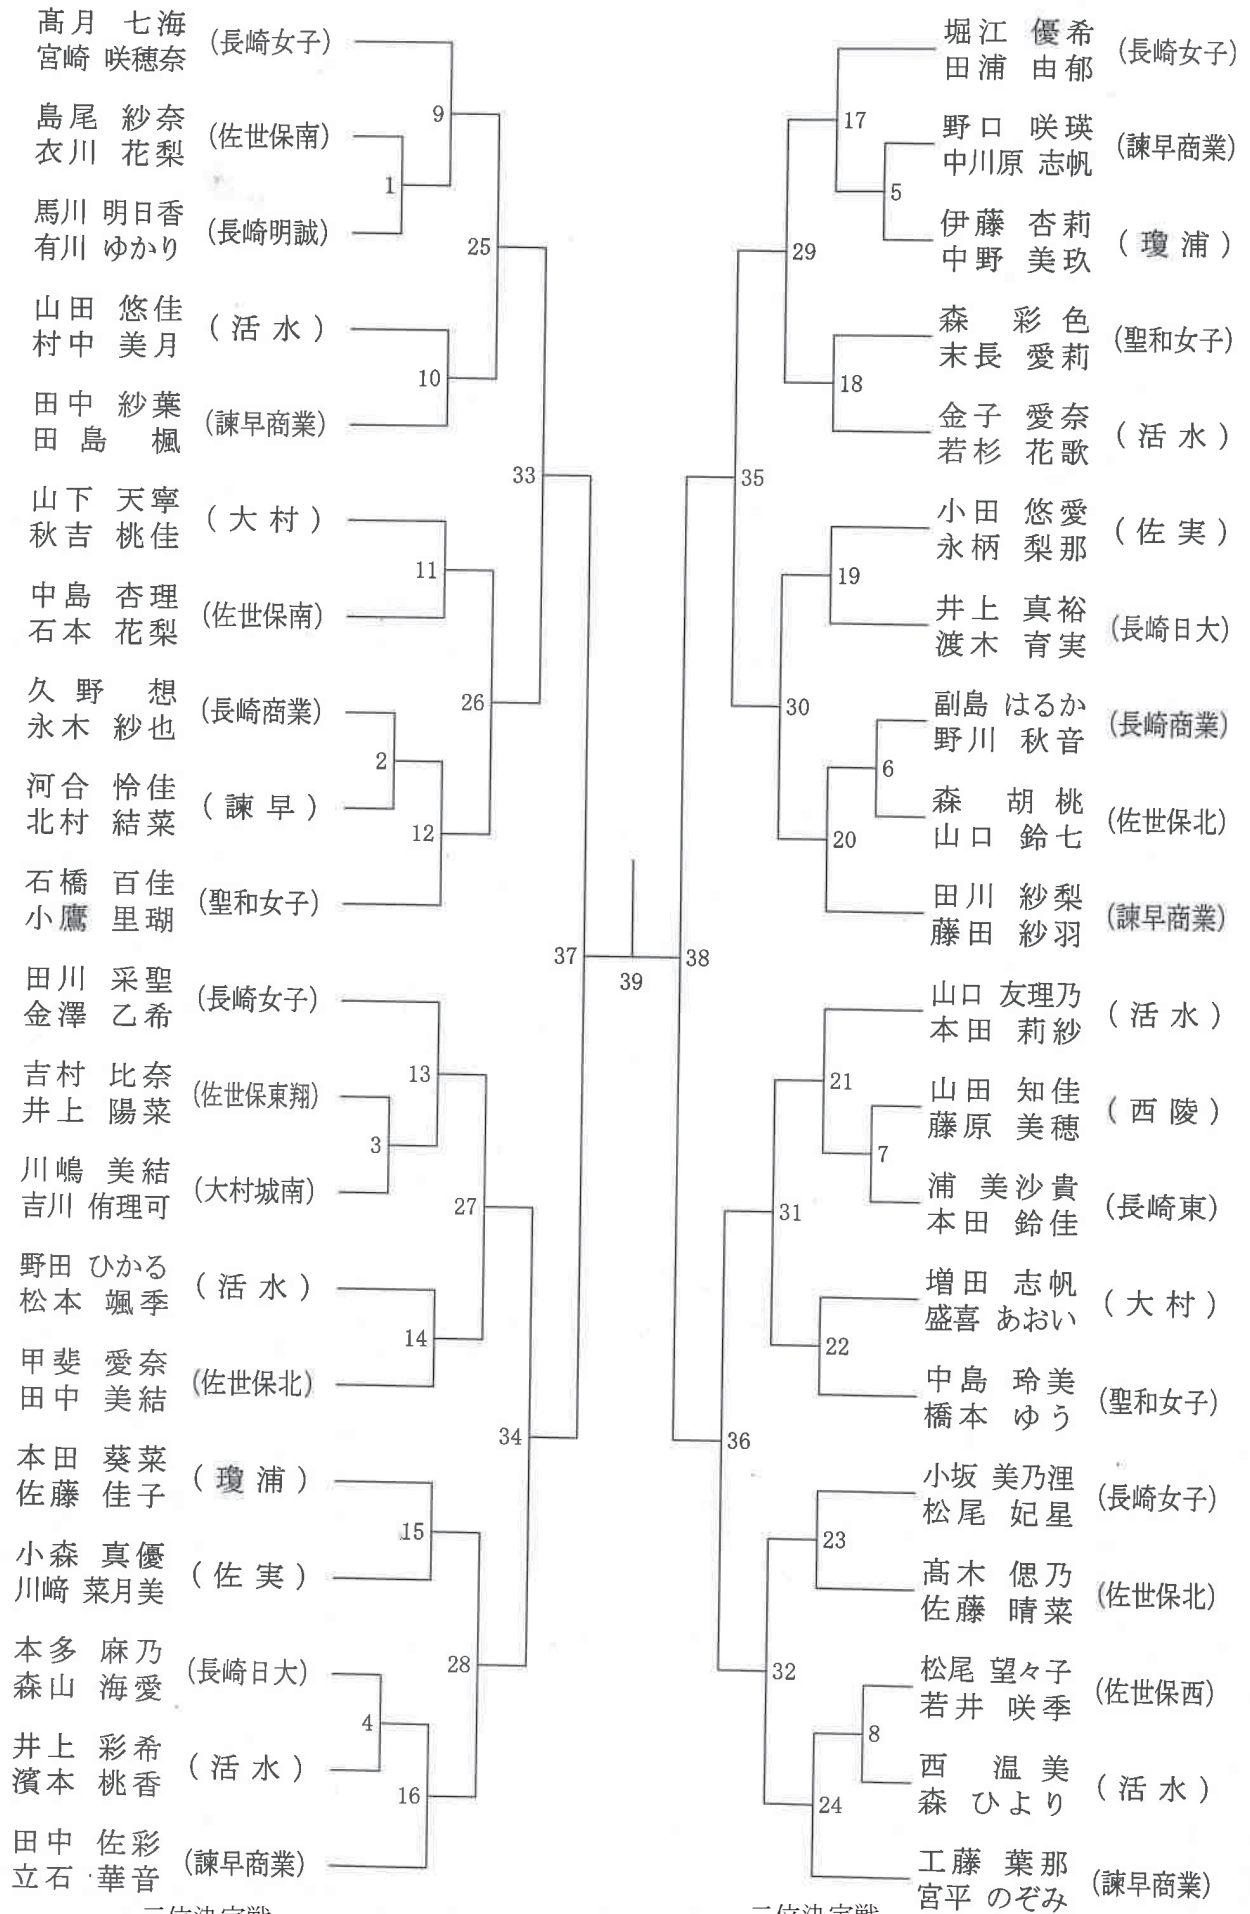 髙月 七海
宮崎 咲穂奈
(長崎女子)
島尾 紗奈
衣川 花梨
(佐世保南)
馬川 明日香
有川 ゆかり
(長崎明誠)
山田 悠佳
村中 美月
(活水)
田中 紗葉
田島 楓
(諫早商業)
山下 天寧
秋吉 桃佳
(大村)
中島 杏理
石本 花梨
(佐世保南)
久野 想
永木 紗也
(長崎商業)
河合 怜佳
北村 結菜
(諫早)
石橋 百佳
小鷹 里瑚
(聖和女子)
田川 采聖
金澤 乙希
(長崎女子)
吉村 比奈
井上 陽菜
(佐世保東翔)
川嶋 美結
吉川 侑理可
(大村城南)
野田 ひかる
松本 颯季
(活水)
甲斐 愛奈
田中 美結
(佐世保北)
本田 葵菜
佐藤 佳子
(瓊浦)
小森 真優
川﨑 菜月美
(佐実)
本多 麻乃
森山 海愛
(長崎日大)
井上 彩希
濱本 桃香
(活水)
田中 佐彩
立石 華音
(諫早商業)
9
1
25
10
33
11
26
2
12
37
13
3
27
14
34
15
28
4
16
39
38
17
5
29
18
35
19
30
6
20
21
7
31
22
36
23
32
8
24
堀江 優希
田浦 由郁
(長崎女子)
野口 咲瑛
中川原 志帆
(諫早商業)
伊藤 杏莉
中野 美玖
(瓊浦)
森 彩色
末長 愛莉
(聖和女子)
金子 愛奈
若杉 花歌
(活水)
小田 悠愛
永柄 梨那
(佐実)
井上 真裕
渡木 育実
(長崎日大)
副島 はるか
野川 秋音
(長崎商業)
森 胡桃
山口 鈴七
(佐世保北)
田川 紗梨
藤田 紗羽
(諫早商業)
山口 友理乃
本田 莉紗
(活水)
山田 知佳
藤原 美穂
(西陵)
浦 美沙貴
本田 鈴佳
(長崎東)
増田 志帆
盛喜 あおい
(大村)
中島 玲美
橋本 ゆう
(聖和女子)
小坂 美乃浬
松尾 妃星
(長崎女子)
髙木 偲乃
佐藤 晴菜
(佐世保北)
松尾 望々子
若井 咲季
(佐世保西)
西 温美
森 ひより
(活水)
工藤 葉那
宮平 のぞみ
(諫早商業)